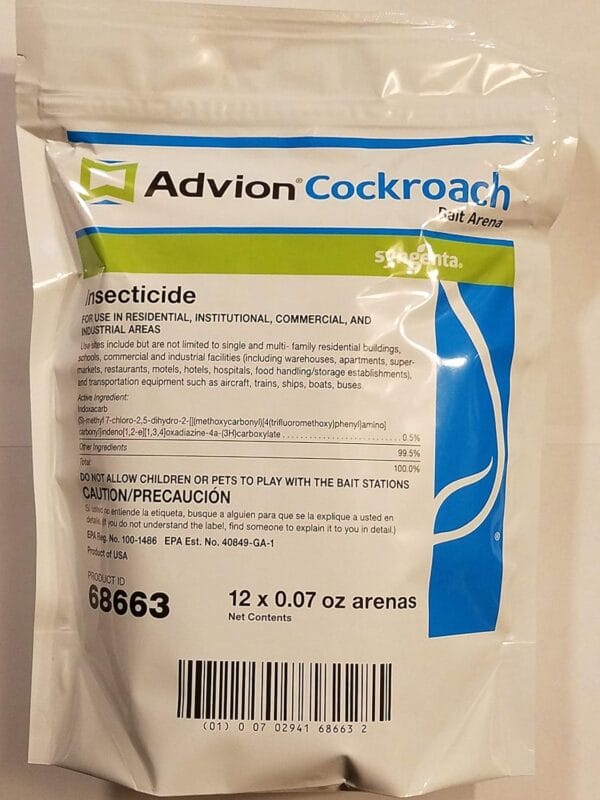 Advion® Cockroach
Bait Arena
syngenta®
Insecticide
FOR USE IN RESIDENTIAL, INSTITUTIONAL, COMMERCIAL, AND
INDUSTRIAL AREAS
Use sites include but are not limited to single and multi- family residential buildings,
schools, commercial and industrial facilities (including warehouses, apartments, super-
markets, restaurants, motels, hotels, hospitals, food handling/storage establishments),
and transportation equipment such as aircraft, trains, ships, boats, buses.
Active Ingredient:
Indoxacarb
(S)-methyl 7-chloro-2,5-dihydro-2-[[(methoxycarbonyl)[4(trifluoromethoxy)phenyl]amino]
carbonyl]indeno[1,2-e][1,3,4]oxadiazine-4a-(3H)carboxylate . . . . . . . . . . . . . . . . . . . . . . . . . 0.5%
Other Ingredients 99.5%
Total: 100.0%
DO NOT ALLOW CHILDREN OR PETS TO PLAY WITH THE BAIT STATIONS
CAUTION/PRECAUCIÓN
Si usted no entiende la etiqueta, busque a alguien para que se la explique a usted en
detalle. (If you do not understand the label, find someone to explain it to you in detail.)
EPA Reg. No. 100-1486 EPA Est. No. 40849-GA-1
Product of USA
PRODUCT ID
68663
12 x 0.07 oz arenas
Net Contents
(01) 0 07 02941 68663 2